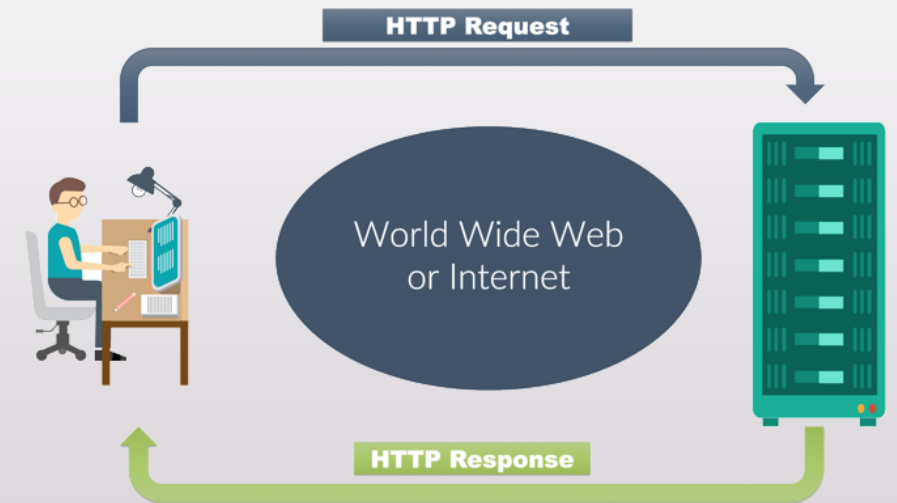 HTTP Request
World Wide Web
or Internet
HTTP Response